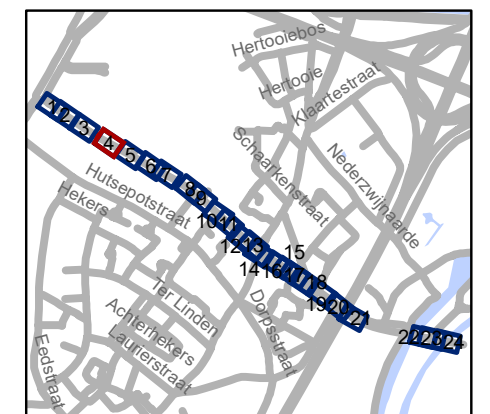 Hertooiebos
Hertooie
Klaartestraat
Schaarkenstraat
Nederzwijnaarde
1
2
3
4
5
6
7
8
9
10
11
12
13
14
15
16
17
18
19
20
21
22
23
24
Hutsepotstraat
Hekers
Ter Linden
Achterhekers
Laurierstraat
Dorpsstraat
Eedstraat